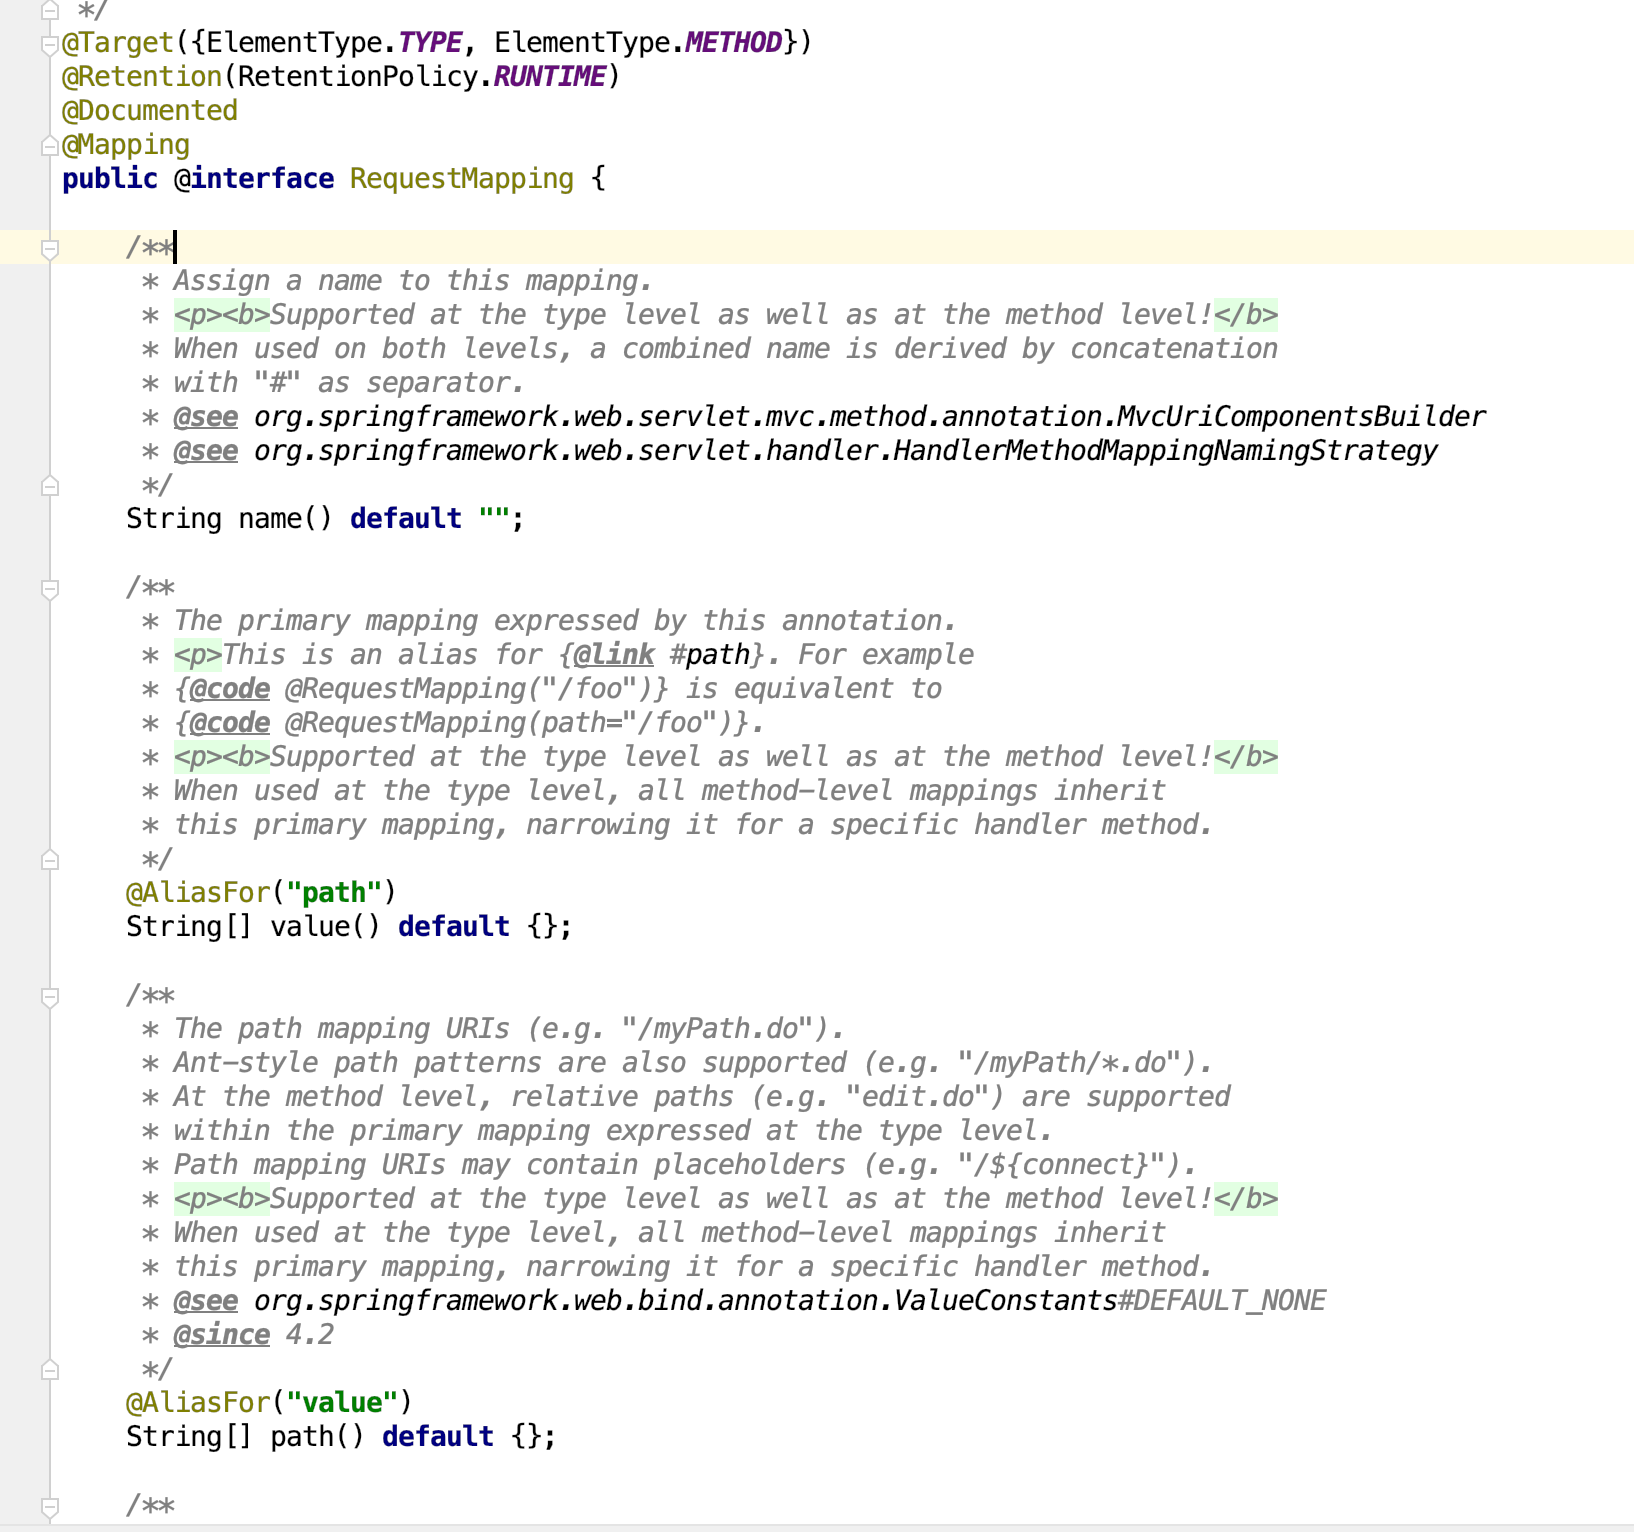 */
@Target({ElementType.TYPE, ElementType.METHOD})
@Retention(RetentionPolicy.RUNTIME)
@Documented
@Mapping
public @interface RequestMapping {

    /**
     * Assign a name to this mapping.
     * <p><b>Supported at the type level as well as at the method level!</b>
     * When used on both levels, a combined name is derived by concatenation
     * with "#" as separator.
     * @see org.springframework.web.servlet.mvc.method.annotation.MvcUriComponentsBuilder
     * @see org.springframework.web.servlet.handler.HandlerMethodMappingNamingStrategy
     */
    String name() default "";

    /**
     * The primary mapping expressed by this annotation.
     * <p>This is an alias for {@link #path}. For example
     * {@code @RequestMapping("/foo")} is equivalent to
     * {@code @RequestMapping(path="/foo")}.
     * <p><b>Supported at the type level as well as at the method level!</b>
     * When used at the type level, all method-level mappings inherit
     * this primary mapping, narrowing it for a specific handler method.
     */
    @AliasFor("path")
    String[] value() default {};

    /**
     * The path mapping URIs (e.g. "/myPath.do").
     * Ant-style path patterns are also supported (e.g. "/myPath/*.do").
     * At the method level, relative paths (e.g. "edit.do") are supported
     * within the primary mapping expressed at the type level.
     * Path mapping URIs may contain placeholders (e.g. "/${connect}").
     * <p><b>Supported at the type level as well as at the method level!</b>
     * When used at the type level, all method-level mappings inherit
     * this primary mapping, narrowing it for a specific handler method.
     * @see org.springframework.web.bind.annotation.ValueConstants#DEFAULT_NONE
     * @since 4.2
     */
    @AliasFor("value")
    String[] path() default {};

    /**